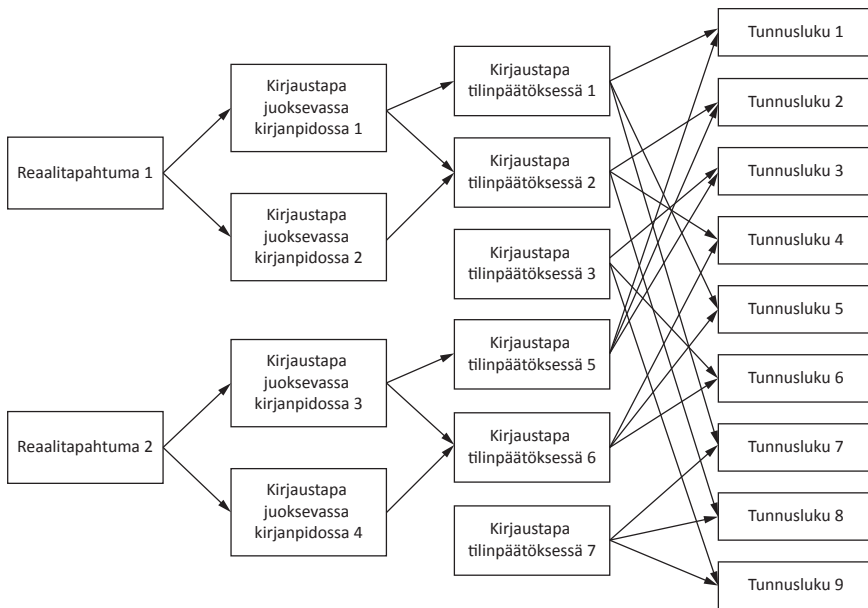 Reaalitapahtuma 1
Reaalitapahtuma 2
Kirjaustapa
juoksevassa
kirjanpidossa 1
Kirjaustapa
juoksevassa
kirjanpidossa 2
Kirjaustapa
juoksevassa
kirjanpidossa 3
Kirjaustapa
juoksevassa
kirjanpidossa 4
Kirjaustapa
tilinpäätöksessä 1
Kirjaustapa
tilinpäätöksessä 2
Kirjaustapa
tilinpäätöksessä 3
Kirjaustapa
tilinpäätöksessä 5
Kirjaustapa
tilinpäätöksessä 6
Kirjaustapa
tilinpäätöksessä 7
Tunnusluku 1
Tunnusluku 2
Tunnusluku 3
Tunnusluku 4
Tunnusluku 5
Tunnusluku 6
Tunnusluku 7
Tunnusluku 8
Tunnusluku 9